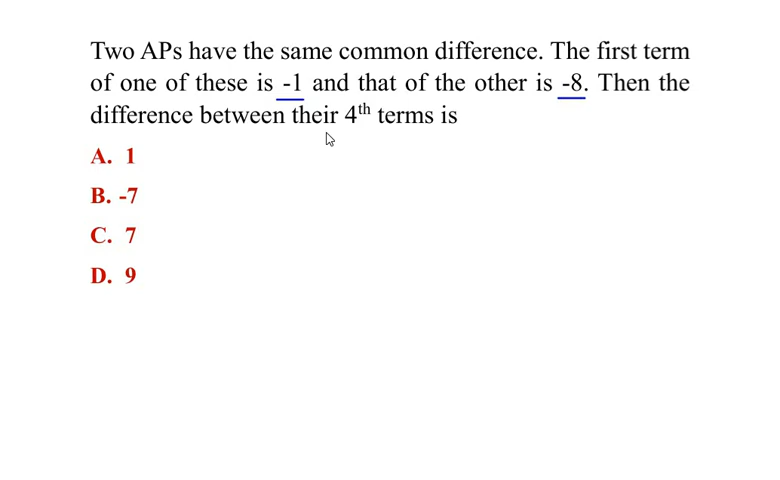 Two APs have the same common difference. The first term
of one of these is -1 and that of the other is -8. Then the
difference between their 4th terms is
A. 1
B. -7
C. 7
D. 9